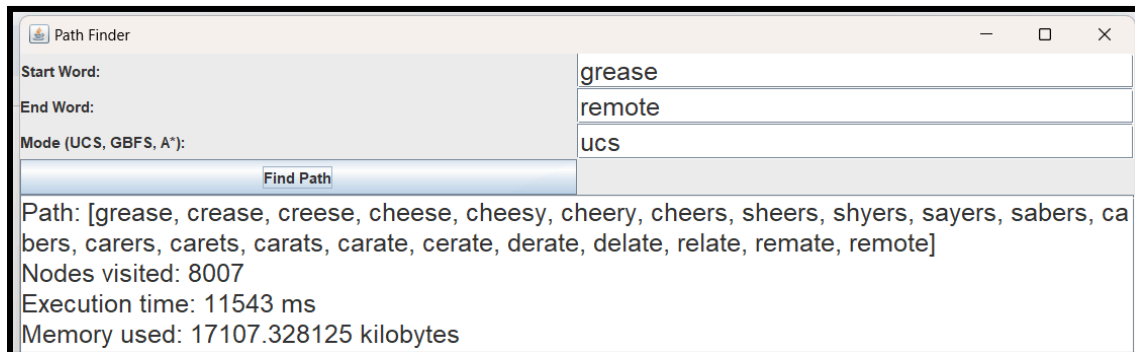 Path Finder
Start Word:
grease
End Word:
remote
Mode (UCS, GBFS, A*):
ucs
Find Path
Path: [grease, crease, creese, cheese, cheesy, cheery, cheers, sheers, shyers, sayers, sabers, ca
bers, carers, carets, carats, carate, cerate, derate, delate, relate, remate, remote]
Nodes visited: 8007
Execution time: 11543 ms
Memory used: 17107.328125 kilobytes